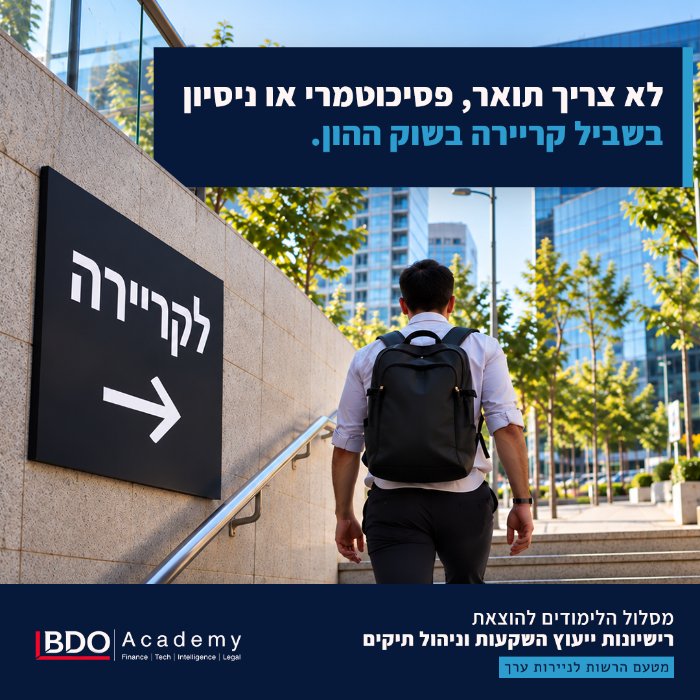 לא צריך תואר, פסיכוטמרי או ניסיון
בשביל קריירה בשוק ההון.
לקריירה
מסלול הלימודים להוצאת
רישיונות ייעוץ השקעות וניהול תיקים
מטעם הרשות לניירות ערך
BDO Academy
Finance | Tech | Intelligence | Legal